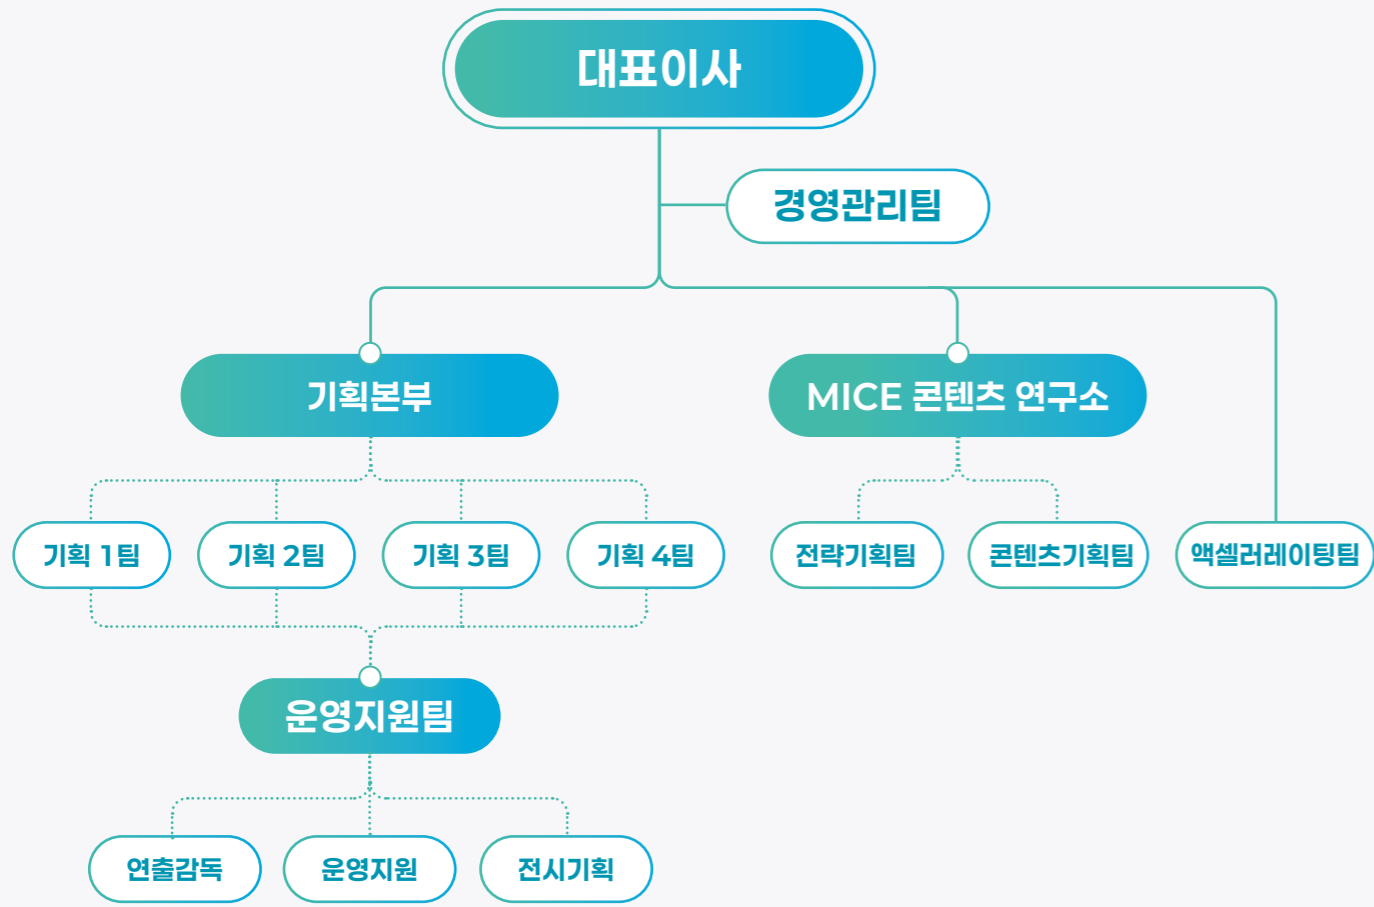 대표이사
경영관리팀
기획본부
MICE 콘텐츠 연구소
기획 1팀
기획 2팀
기획 3팀
기획 4팀
전략기획팀
콘텐츠기획팀
액셀러레이팅팀
운영지원팀
연출감독
운영지원
전시기획